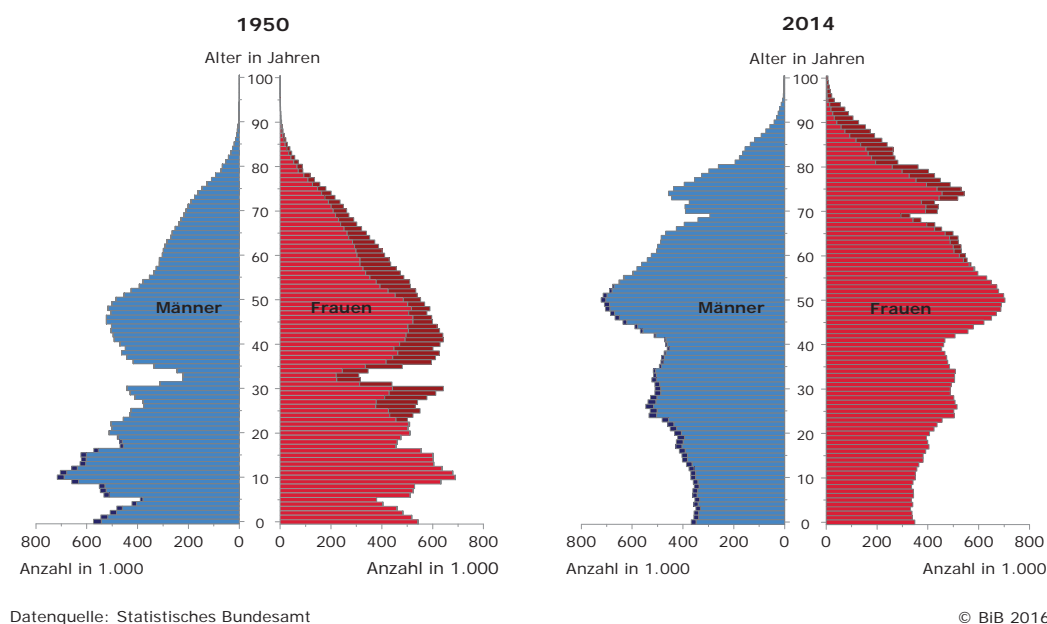 1950
2014
Alter in Jahren
Alter in Jahren
100
100
90
90
80
80
70
70
60
60
50
50
Männer
Frauen
Männer
Frauen
40
40
30
30
20
20
10
10
0
0
800 600 400 200 0 0 200 400 600 800
800 600 400 200 0 0 200 400 600 800
Anzahl in 1.000
Anzahl in 1.000
Anzahl in 1.000
Anzahl in 1.000
Datenquelle: Statistisches Bundesamt
© BiB 2016